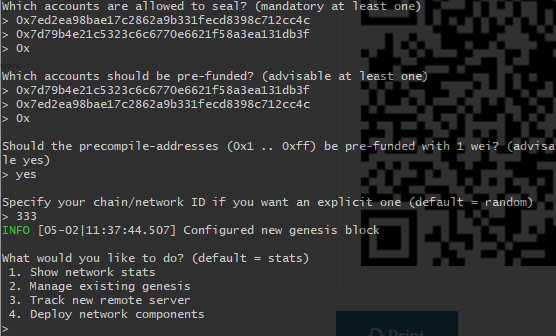 Which accounts are allowed to seal? (mandatory at least one)
> 0x7ed2ea98bae17c2862a9b331fecd8398c712cc4c
> 0x7d79b4e21c5323c6c6770e6621f58a3ea131db3f
> 0x
Which accounts should be pre-funded? (advisable at least one)
> 0x7d79b4e21c5323c6c6770e6621f58a3ea131db3f
> 0x7ed2ea98bae17c2862a9b331fecd8398c712cc4c
> 0x
Should the precompile-addresses (0x1 .. 0xff) be pre-funded with 1 wei? (advisa
le yes)
> yes
Specify your chain/network ID if you want an explicit one (default = random)
> 333
INFO [05-02|11:37:44.507] Configured new genesis block
What would you like to do? (default = stats)
1. Show network stats
2. Manage existing genesis
3. Track new remote server
4. Deploy network components
>
Print